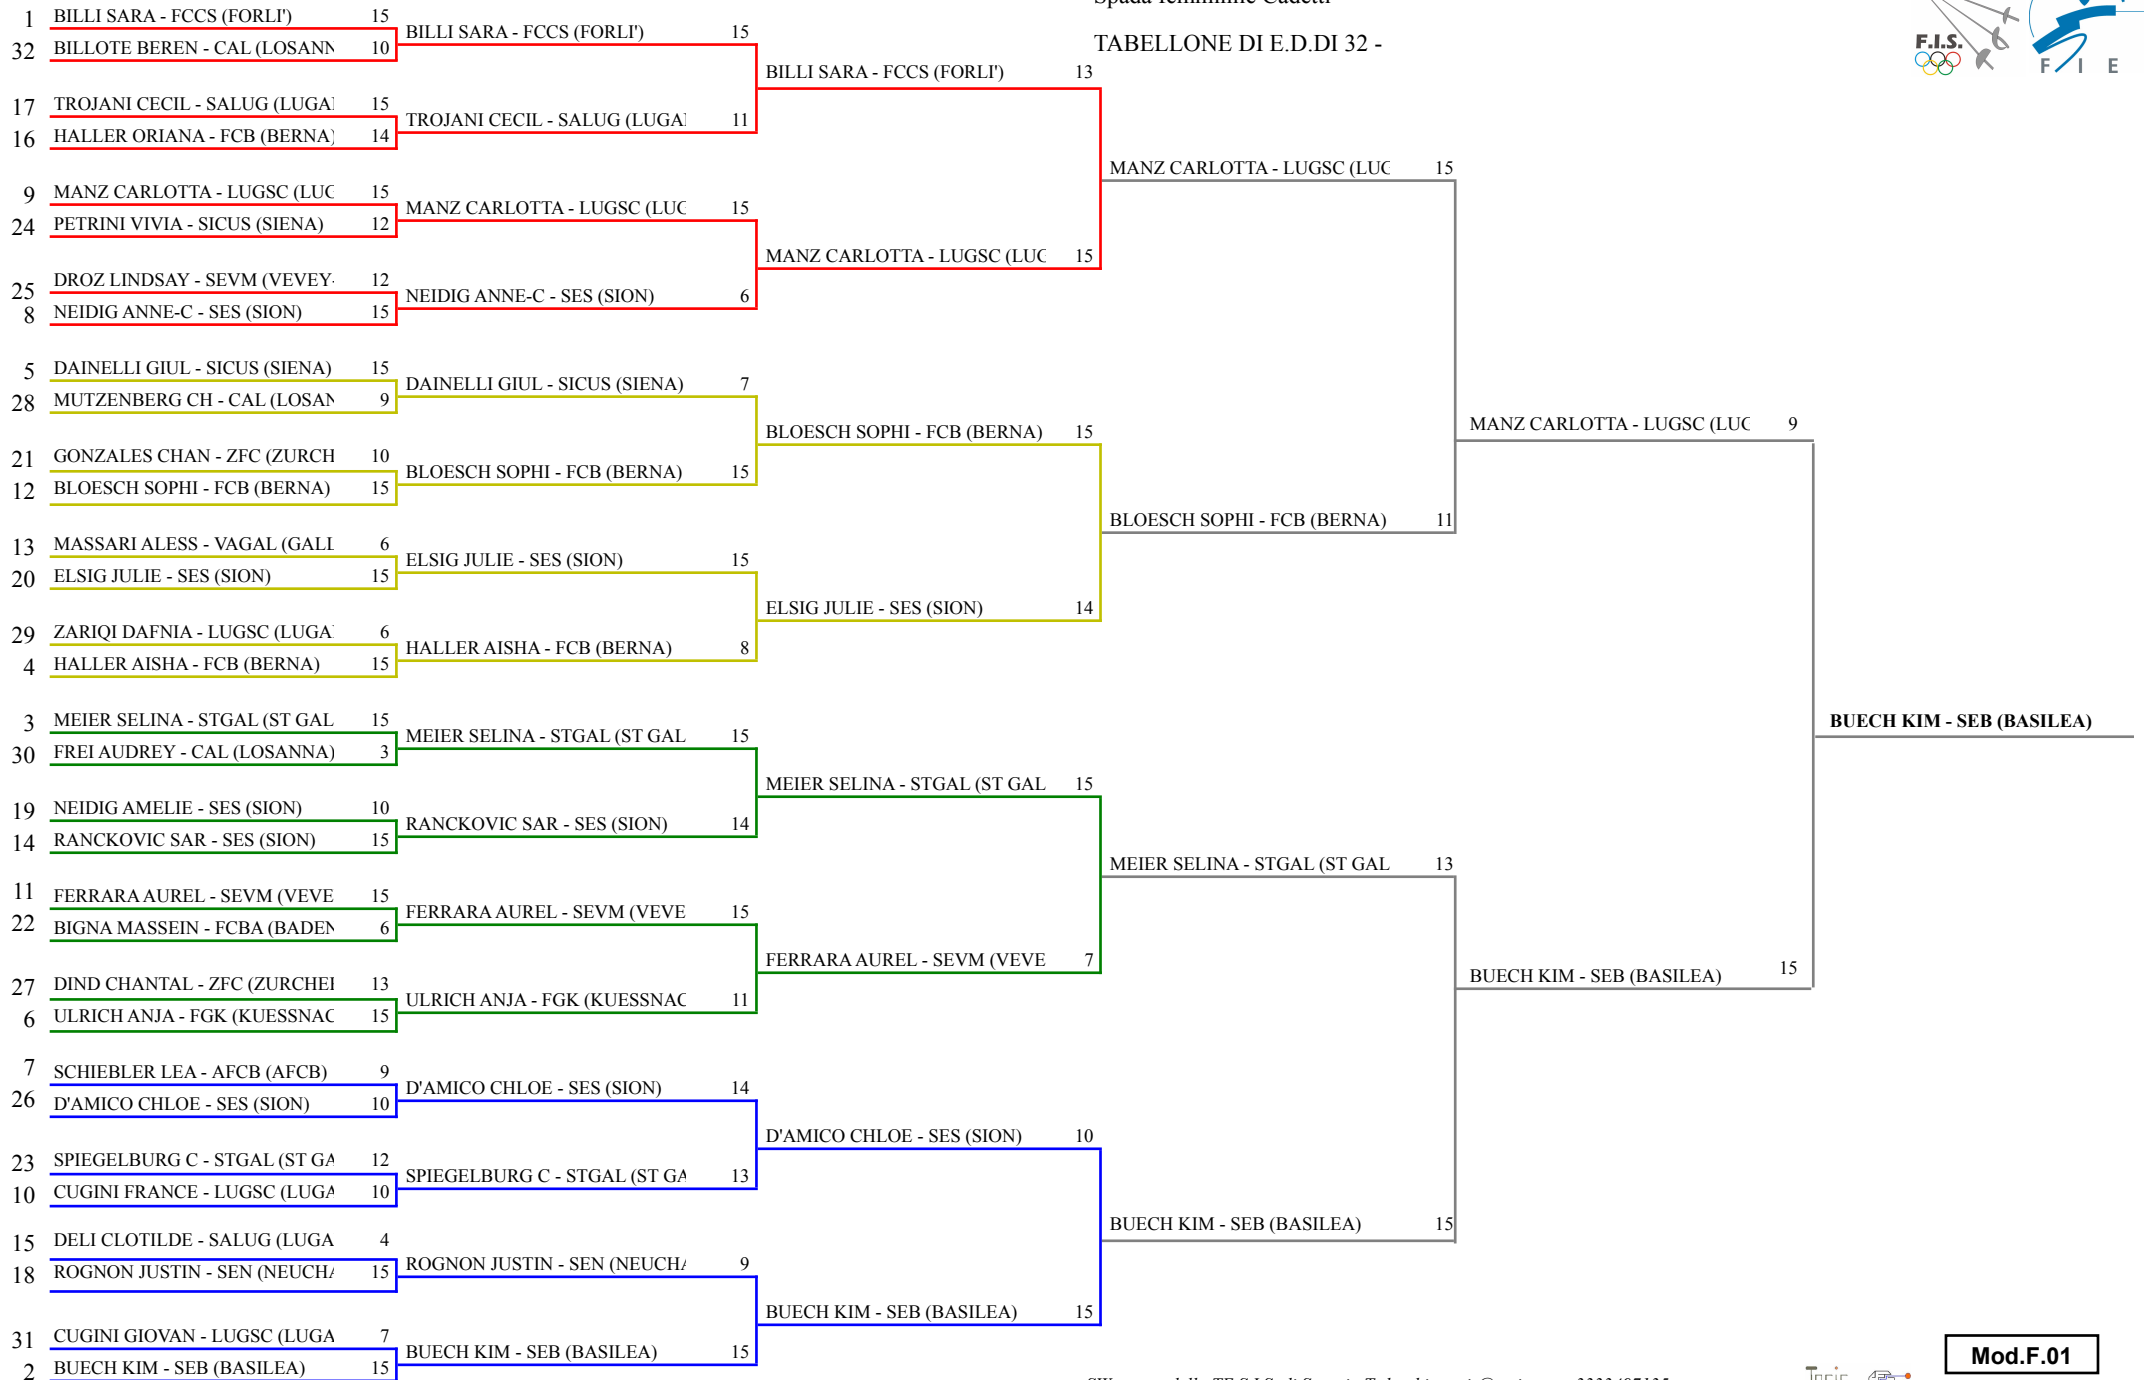 TABELLONE DI E.D.DI 32 -
F.I.S.
F I E
1 BILLI SARA - FCCS (FORLI') 15
32 BILLOTE BEREN - CAL (LOSANN 10
17 TROJANI CECIL - SALUG (LUGA 15
16 HALLER ORIANA - FCB (BERNA) 14
9 MANZ CARLOTTA - LUGSC (LUG 15
24 PETRINI VIVIA - SICUS (SIENA) 12
25 DROZ LINDSAY - SEVM (VEVEY- 12
8 NEIDIG ANNE-C - SES (SION) 15
5 DAINELLI GIUL - SICUS (SIENA) 15
28 MUTZENBERG CH - CAL (LOSAN 9
21 GONZALES CHAN - ZFC (ZURCH 10
12 BLOESCH SOPHI - FCB (BERNA) 15
13 MASSARI ALESS - VAGAL (GALL 6
20 ELSIG JULIE - SES (SION) 15
29 ZARIQI DAFNIA - LUGSC (LUGA 6
4 HALLER AISHA - FCB (BERNA) 15
3 MEIER SELINA - STGAL (ST GAL 15
30 FREI AUDREY - CAL (LOSANNA) 3
19 NEIDIG AMELIE - SES (SION) 10
14 RANCKOVIC SAR - SES (SION) 15
11 FERRARA AUREL - SEVM (VEVE 15
22 BIGNA MASSEIN - FCBA (BADEN 6
27 DIND CHANTAL - ZFC (ZURCHE 13
6 ULRICH ANJA - FGK (KUESSNAC 15
7 SCHIEBLER LEA - AFCB (AFCB) 9
26 D'AMICO CHLOE - SES (SION) 10
23 SPIEGELBURG C - STGAL (ST GA 12
10 CUGINI FRANCE - LUGSC (LUGA 10
15 DELI CLOTILDE - SALUG (LUGA 4
18 ROGNON JUSTIN - SEN (NEUCHA 15
31 CUGINI GIOVAN - LUGSC (LUGA 7
2 BUECH KIM - SEB (BASILEA) 15
BILLI SARA - FCCS (FORLI') 15
TROJANI CECIL - SALUG (LUGA 11
MANZ CARLOTTA - LUGSC (LUG 15
NEIDIG ANNE-C - SES (SION) 6
DAINELLI GIUL - SICUS (SIENA) 7
BLOESCH SOPHI - FCB (BERNA) 15
ELSIG JULIE - SES (SION) 15
HALLER AISHA - FCB (BERNA) 8
MEIER SELINA - STGAL (ST GAL 15
RANCKOVIC SAR - SES (SION) 14
FERRARA AUREL - SEVM (VEVE 15
ULRICH ANJA - FGK (KUESSNAC 11
D'AMICO CHLOE - SES (SION) 14
SPIEGELBURG C - STGAL (ST GA 13
ROGNON JUSTIN - SEN (NEUCHA 9
BUECH KIM - SEB (BASILEA) 15
BILLI SARA - FCCS (FORLI') 13
MANZ CARLOTTA - LUGSC (LUG 15
BLOESCH SOPHI - FCB (BERNA) 15
ELSIG JULIE - SES (SION) 14
MEIER SELINA - STGAL (ST GAL 15
FERRARA AUREL - SEVM (VEVE 7
D'AMICO CHLOE - SES (SION) 10
BUECH KIM - SEB (BASILEA) 15
MANZ CARLOTTA - LUGSC (LUG 15
BLOESCH SOPHI - FCB (BERNA) 11
MEIER SELINA - STGAL (ST GAL 13
BUECH KIM - SEB (BASILEA) 15
MANZ CARLOTTA - LUGSC (LUG 9
BUECH KIM - SEB (BASILEA) 15
BUECH KIM - SEB (BASILEA)
Mod.F.01